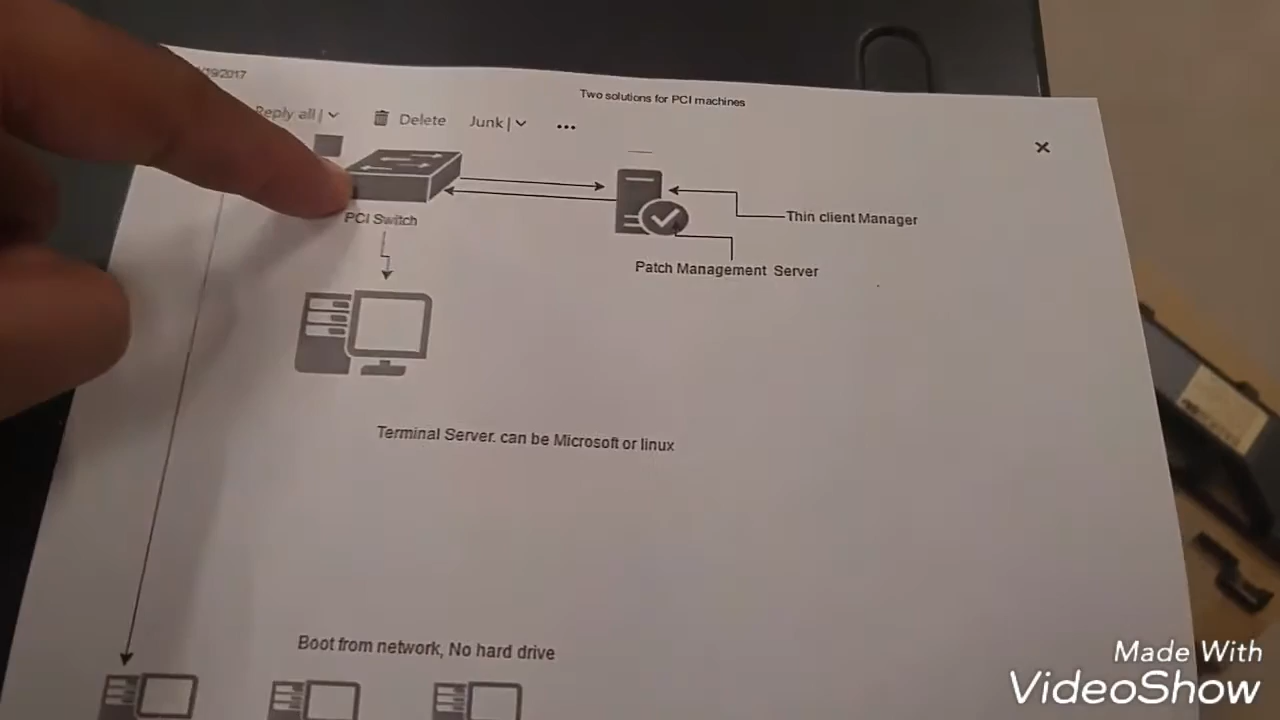 /19/2017
Two solutions for PCI machines
Reply all | Delete Junk | ...
PCI Switch
Thin client Manager
Patch Management Server
Terminal Server. can be Microsoft or linux
Boot from network, No hard drive
Made With
VideoShow